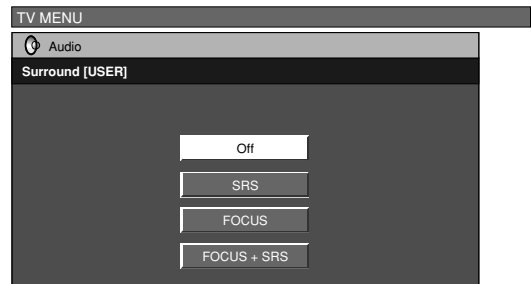 TV MENU
Audio
Surround [USER]
Off
SRS
FOCUS
FOCUS + SRS